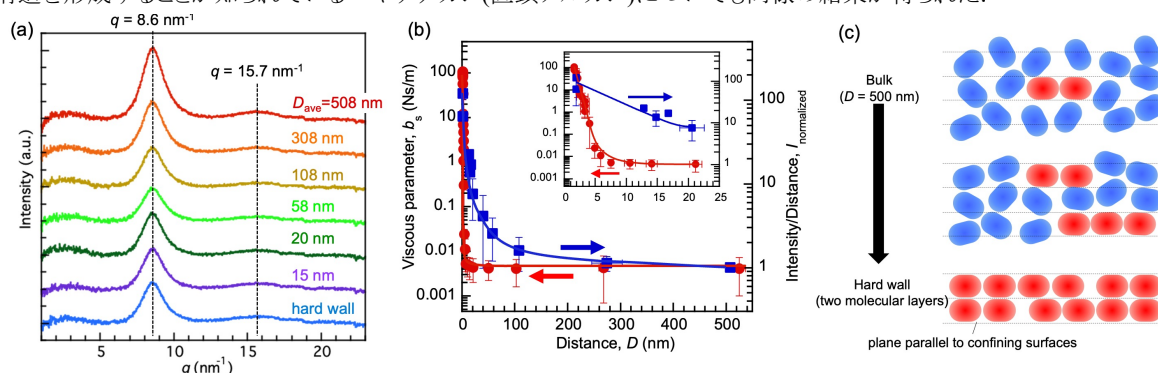 (a)
q = 8.6 nm⁻¹
q = 15.7 nm⁻¹
Dave=508 nm
308 nm
108 nm
58 nm
20 nm
15 nm
hard wall
Intensity (a.u.)
5
10
15
20
q (nm⁻¹)
(b)
Viscous parameter, bs (Ns/m)
100
10
1
0.1
0.01
0.001
0
100
200
300
400
500
Distance, D (nm)
Intensity/Distance, Inormalized
100
10
1
100
10
1
0.1
0.01
0.001
0
5
10
15
20
25
100
10
1
(c)
Bulk
(D = 500 nm)
Hard wall
(two molecular layers)
plane parallel to confining surfaces